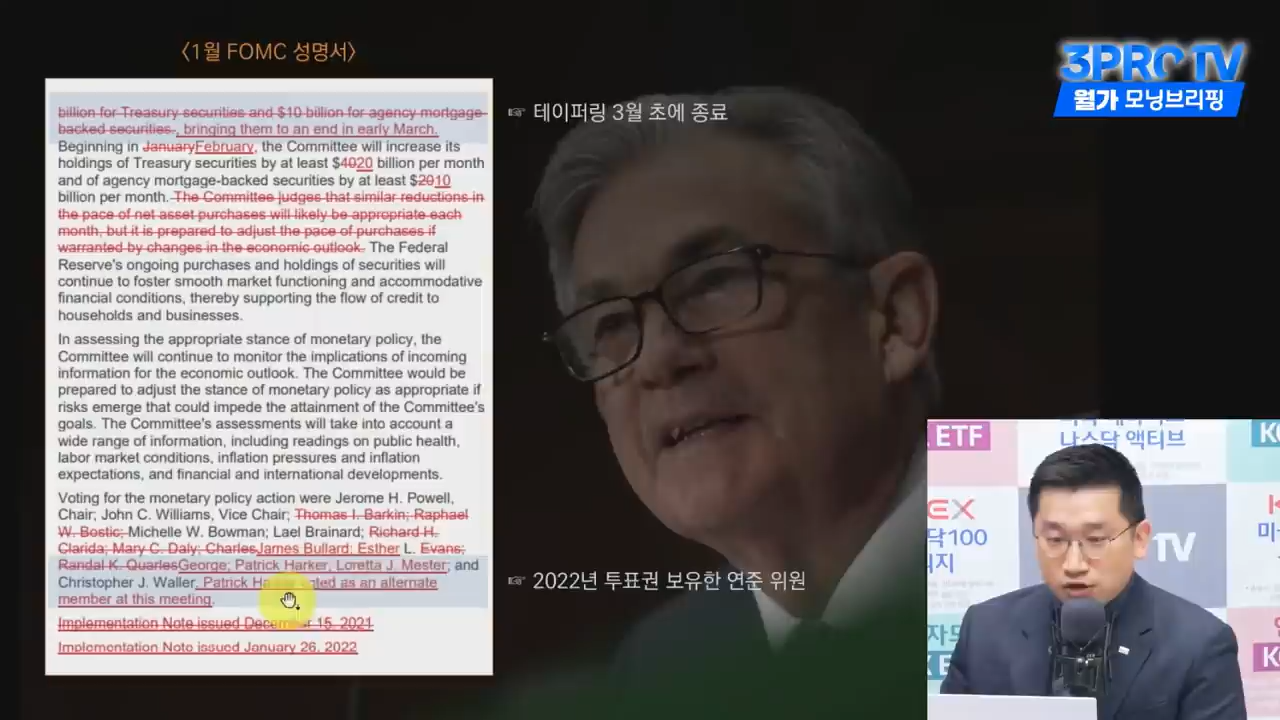 〈1월 FOMC 성명서〉
3PRO TV
월가 모닝브리핑
billion for Treasury securities and $10 billion for agency mortgage-
backed securities. , bringing them to an end in early March.
Beginning in JanuaryFebruary, the Committee will increase its
holdings of Treasury securities by at least $4020 billion per month
and of agency mortgage-backed securities by at least $2010
billion per month. The Committee judges that similar reductions in
the pace of net asset purchases will likely be appropriate each
month, but it is prepared to adjust the pace of purchases if
warranted by changes in the economic outlook. The Federal
Reserve's ongoing purchases and holdings of securities will
continue to foster smooth market functioning and accommodative
financial conditions, thereby supporting the flow of credit to
households and businesses.
In assessing the appropriate stance of monetary policy, the
Committee will continue to monitor the implications of incoming
information for the economic outlook. The Committee would be
prepared to adjust the stance of monetary policy as appropriate if
risks emerge that could impede the attainment of the Committee's
goals. The Committee's assessments will take into account a
wide range of information, including readings on public health,
labor market conditions, inflation pressures and inflation
expectations, and financial and international developments.
Voting for the monetary policy action were Jerome H. Powell,
Chair; John C. Williams, Vice Chair; Thomas I. Barkin; Raphael
W. Bostic; Michelle W. Bowman; Lael Brainard; Richard H.
Clarida; Mary C. Daly; CharlesJames Bullard; Esther L. Evans;
Randal K. QuarlesGeorge; Patrick Harker, Loretta J. Mester; and
Christopher J. Waller. Patrick voted as an alternate
member at this meeting.
Implementation Note issued December 15, 2021
Implementation Note issued January 26, 2022
☞ 테이퍼링 3월 초에 종료
☞ 2022년 투표권 보유한 연준 위원
ETF
나스닥 액티브
닥100
TV